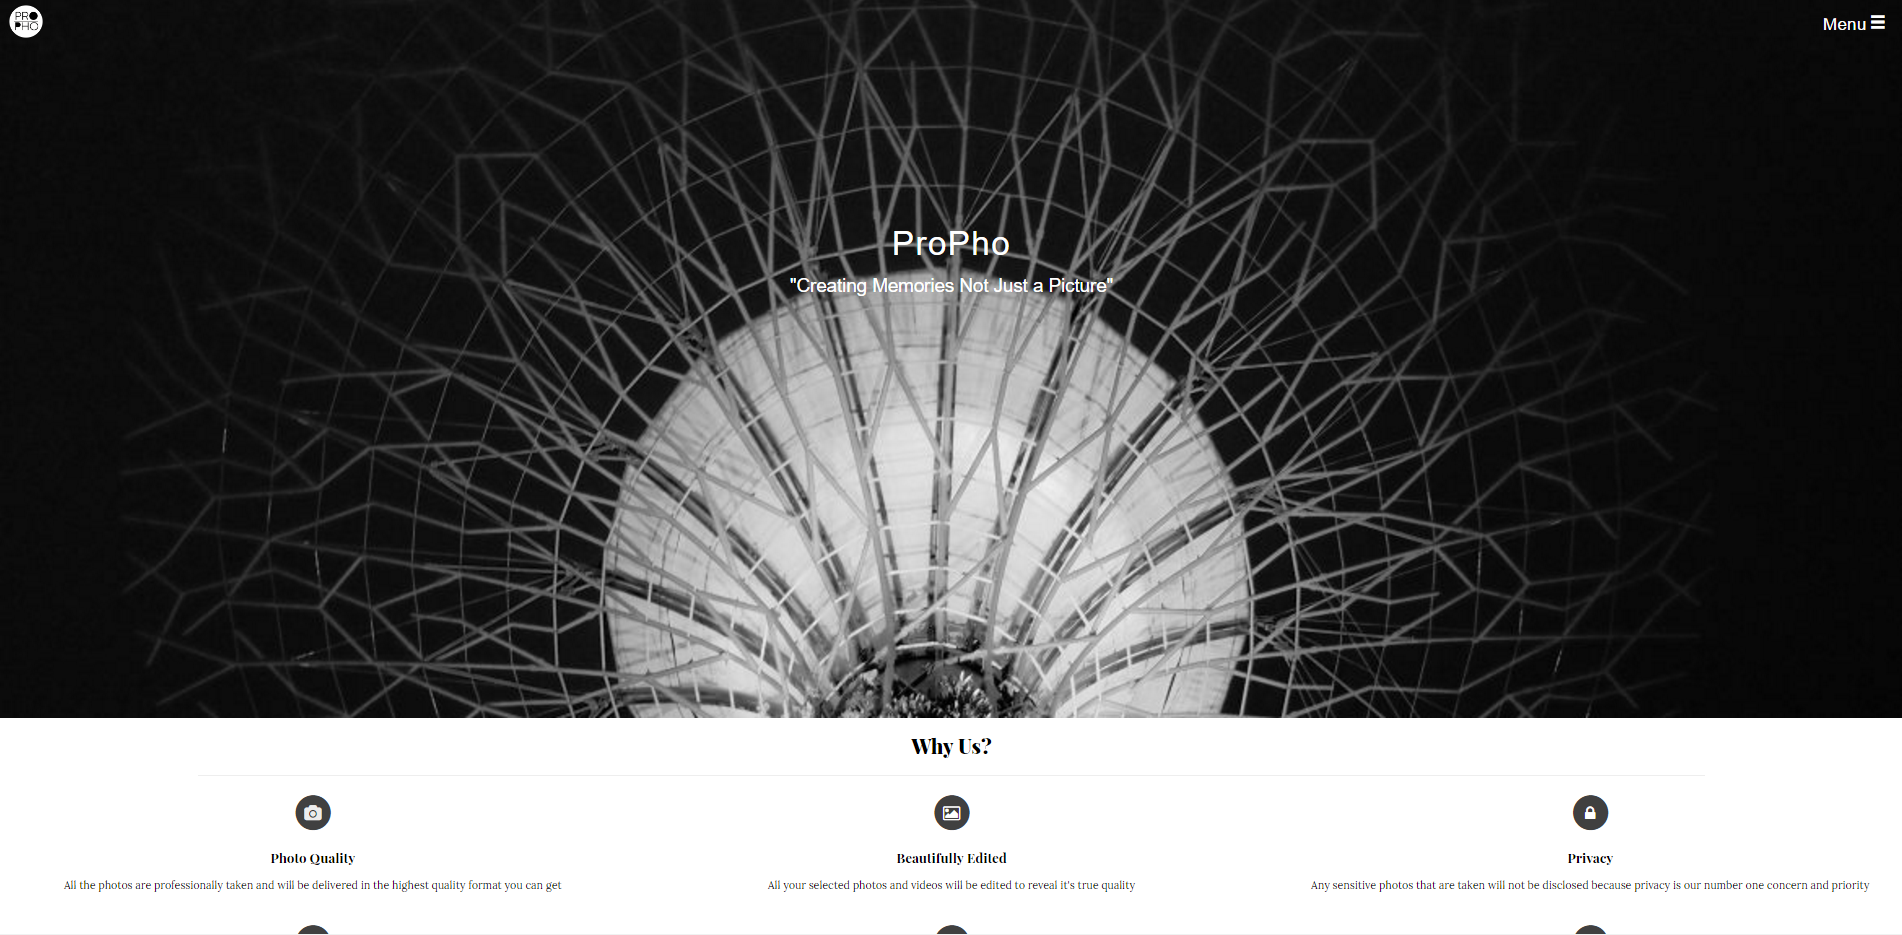 PRO
PHO
Menu
ProPho
"Creating Memories Not Just a Picture"
Why Us?
Photo Quality
All the photos are professionally taken and will be delivered in the highest quality format you can get
Beautifully Edited
All your selected photos and videos will be edited to reveal it's true quality
Privacy
Any sensitive photos that are taken will not be disclosed because privacy is our number one concern and priority